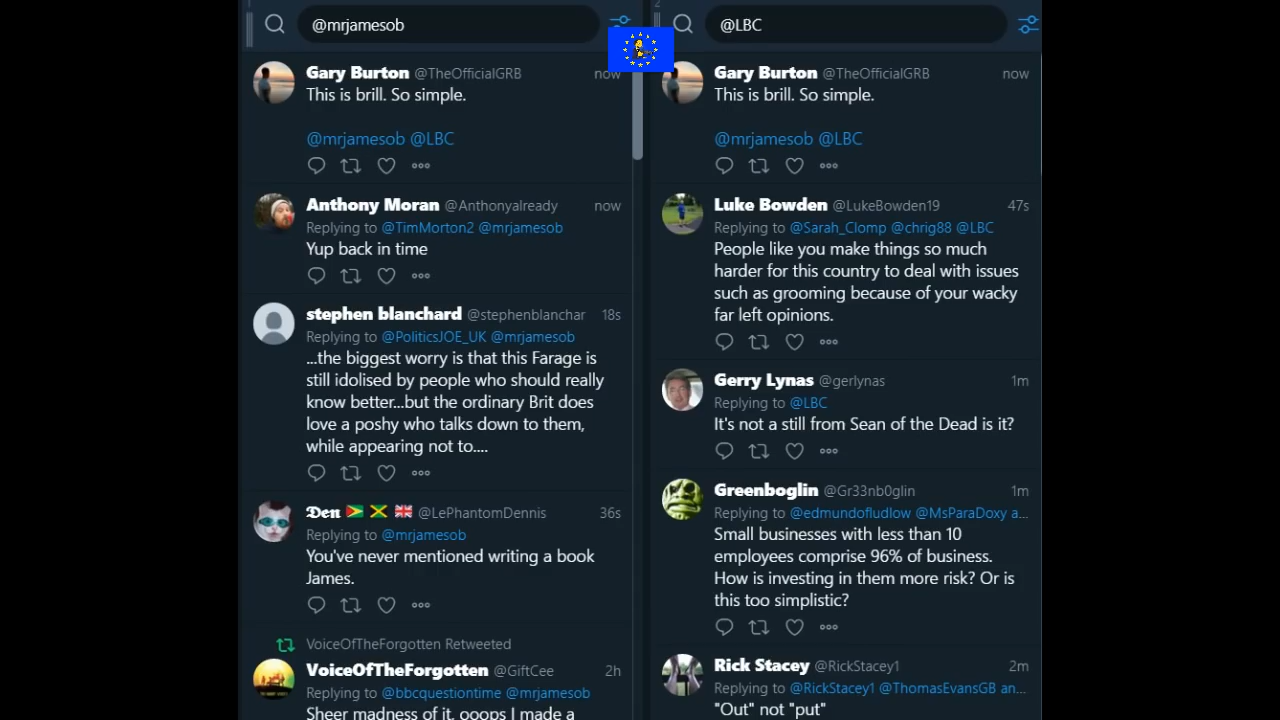 @mrjamesob
Gary Burton @TheOfficialGRB now
This is brill. So simple.
@mrjamesob @LBC
Anthony Moran @Anthonyalready now
Replying to @TimMorton2 @mrjamesob
Yup back in time
stephen blanchard @stephenblanchar 18s
Replying to @PoliticsJOE_UK @mrjamesob
...the biggest worry is that this Farage is
still idolised by people who should really
know better...but the ordinary Brit does
love a poshy who talks down to them,
while appearing not to....
Den @LePhantomDennis 36s
Replying to @mrjamesob
You've never mentioned writing a book
James.
VoiceOfTheForgotten Retweeted
VoiceOfTheForgotten @GiftCee 2h
Replying to @bbcquestiontime @mrjamesob
Sheer madness of it, ooops I made a
2
@LBC
Gary Burton @TheOfficialGRB now
This is brill. So simple.
@mrjamesob @LBC
Luke Bowden @LukeBowden19 47s
Replying to @Sarah_Clomp @chrig88 @LBC
People like you make things so much
harder for this country to deal with issues
such as grooming because of your wacky
far left opinions.
Gerry Lynas @gerlynas 1m
Replying to @LBC
It's not a still from Sean of the Dead is it?
Greenboglin @Gr33nb0glin 1m
Replying to @edmundofludlow @MsParaDoxy a...
Small businesses with less than 10
employees comprise 96% of business.
How is investing in them more risk? Or is
this too simplistic?
Rick Stacey @RickStacey1 2m
Replying to @RickStacey1 @ThomasEvansGB an...
"Out" not "put"